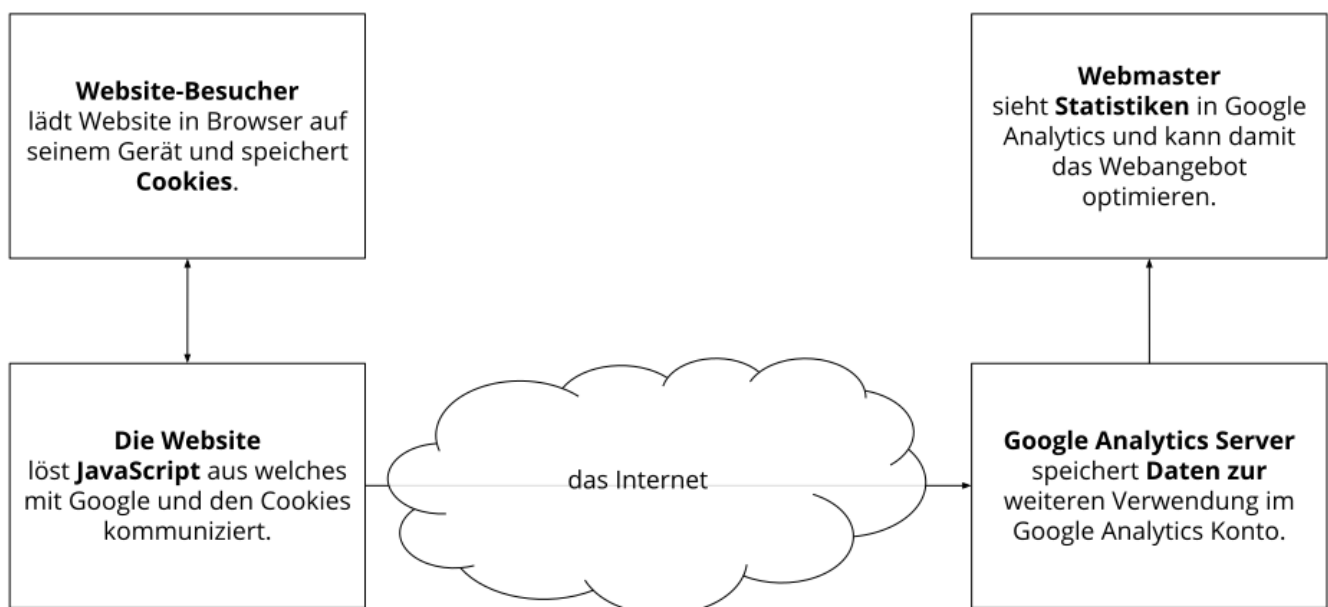 Website-Besucher
lädt Website in Browser auf
seinem Gerät und speichert
Cookies.
Webmaster
sieht Statistiken in Google
Analytics und kann damit
das Webangebot
optimieren.
Die Website
löst JavaScript aus welches
mit Google und den Cookies
kommuniziert.
das Internet
Google Analytics Server
speichert Daten zur
weiteren Verwendung im
Google Analytics Konto.